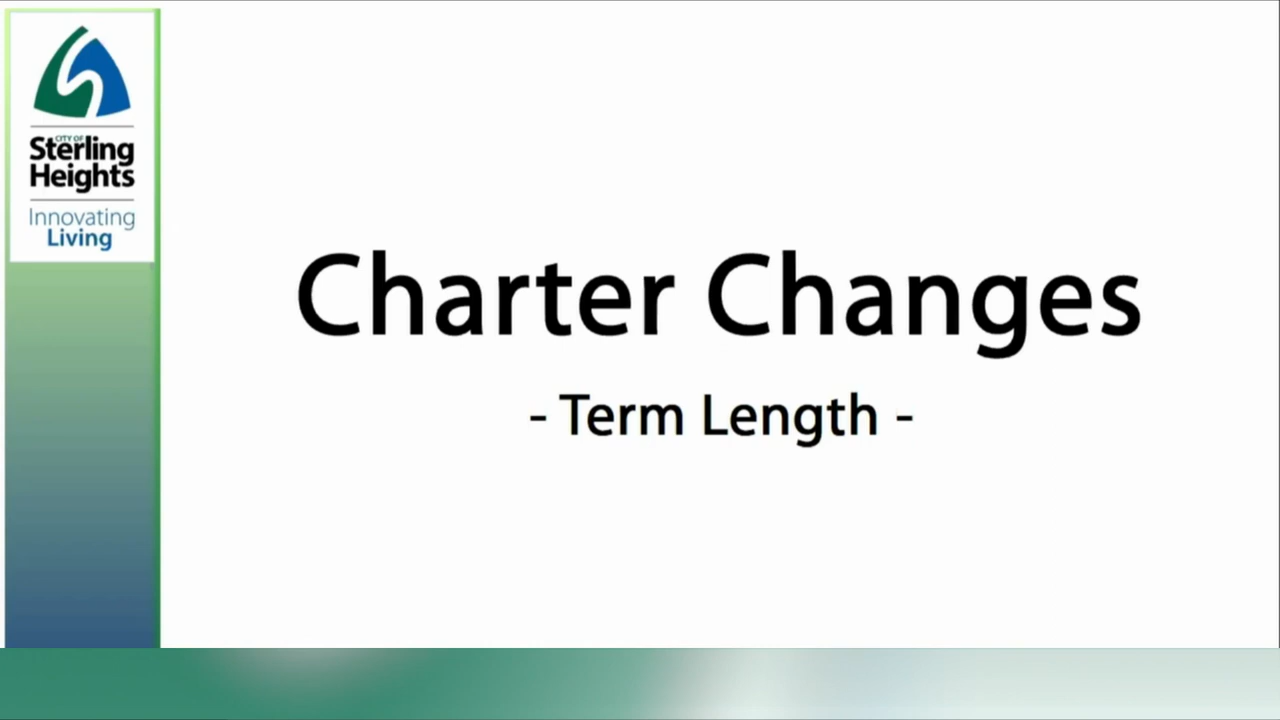 CITY OF
Sterling
Heights
Innovating
Living
Charter Changes
- Term Length -